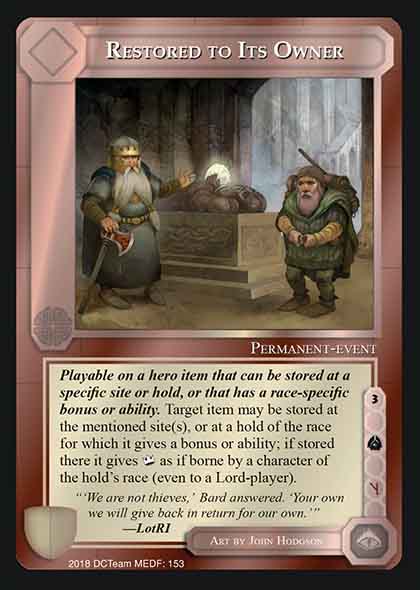 Restored to Its Owner
Permanent-event
Playable on a hero item that can be stored at a
specific site or hold, or that has a race-specific
bonus or ability. Target item may be stored at
the mentioned site(s), or at a hold of the race
for which it gives a bonus or ability; if stored
there it gives as if borne by a character of
the hold's race (even to a Lord-player).
“‘We are not thieves,’ Bard answered. ‘Your own
we will give back in return for our own.’”
—LotRI
3
Art by John Hodgson
2018 DCTeam MEDF: 153